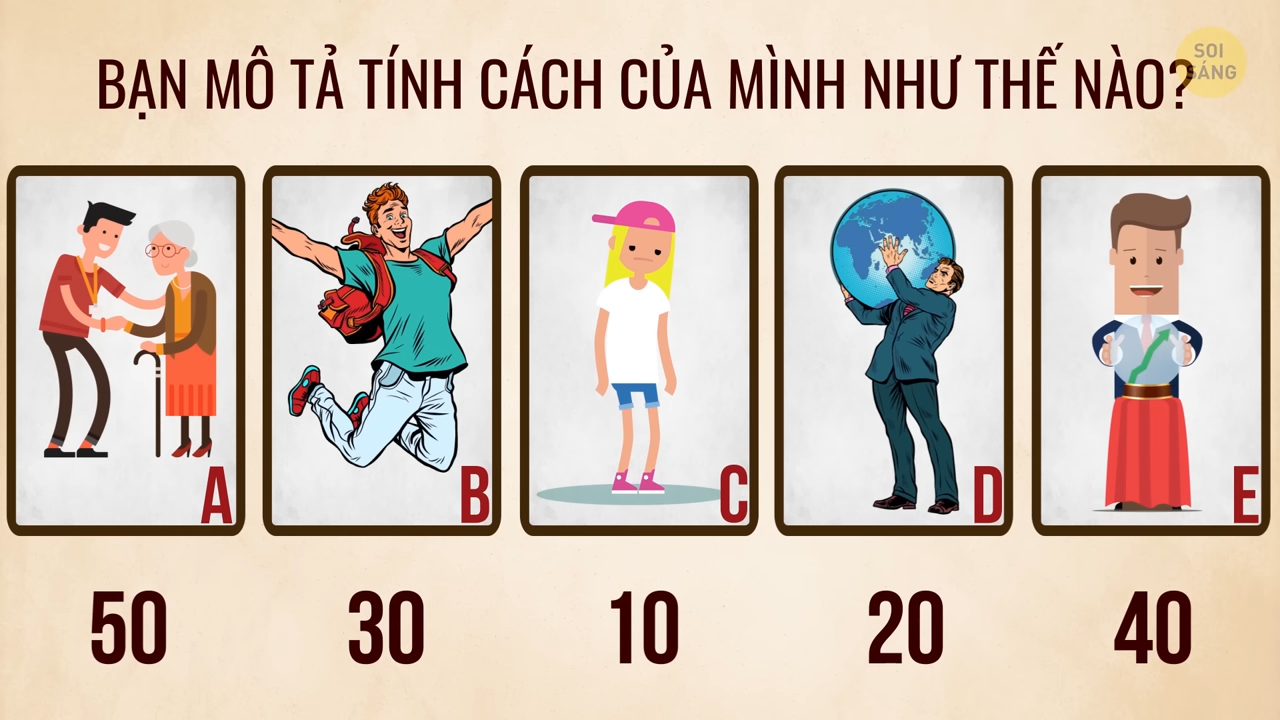 BẠN MÔ TẢ TÍNH CÁCH CỦA MÌNH NHƯ THẾ NÀO?
SOI
SÁNG
A
B
C
D
E
50
30
10
20
40